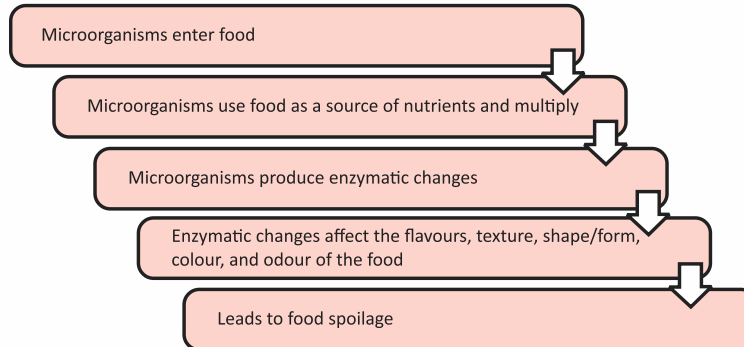 Microorganisms enter food
Microorganisms use food as a source of nutrients and multiply
Microorganisms produce enzymatic changes
Enzymatic changes affect the flavours, texture, shape/form,
colour, and odour of the food
Leads to food spoilage